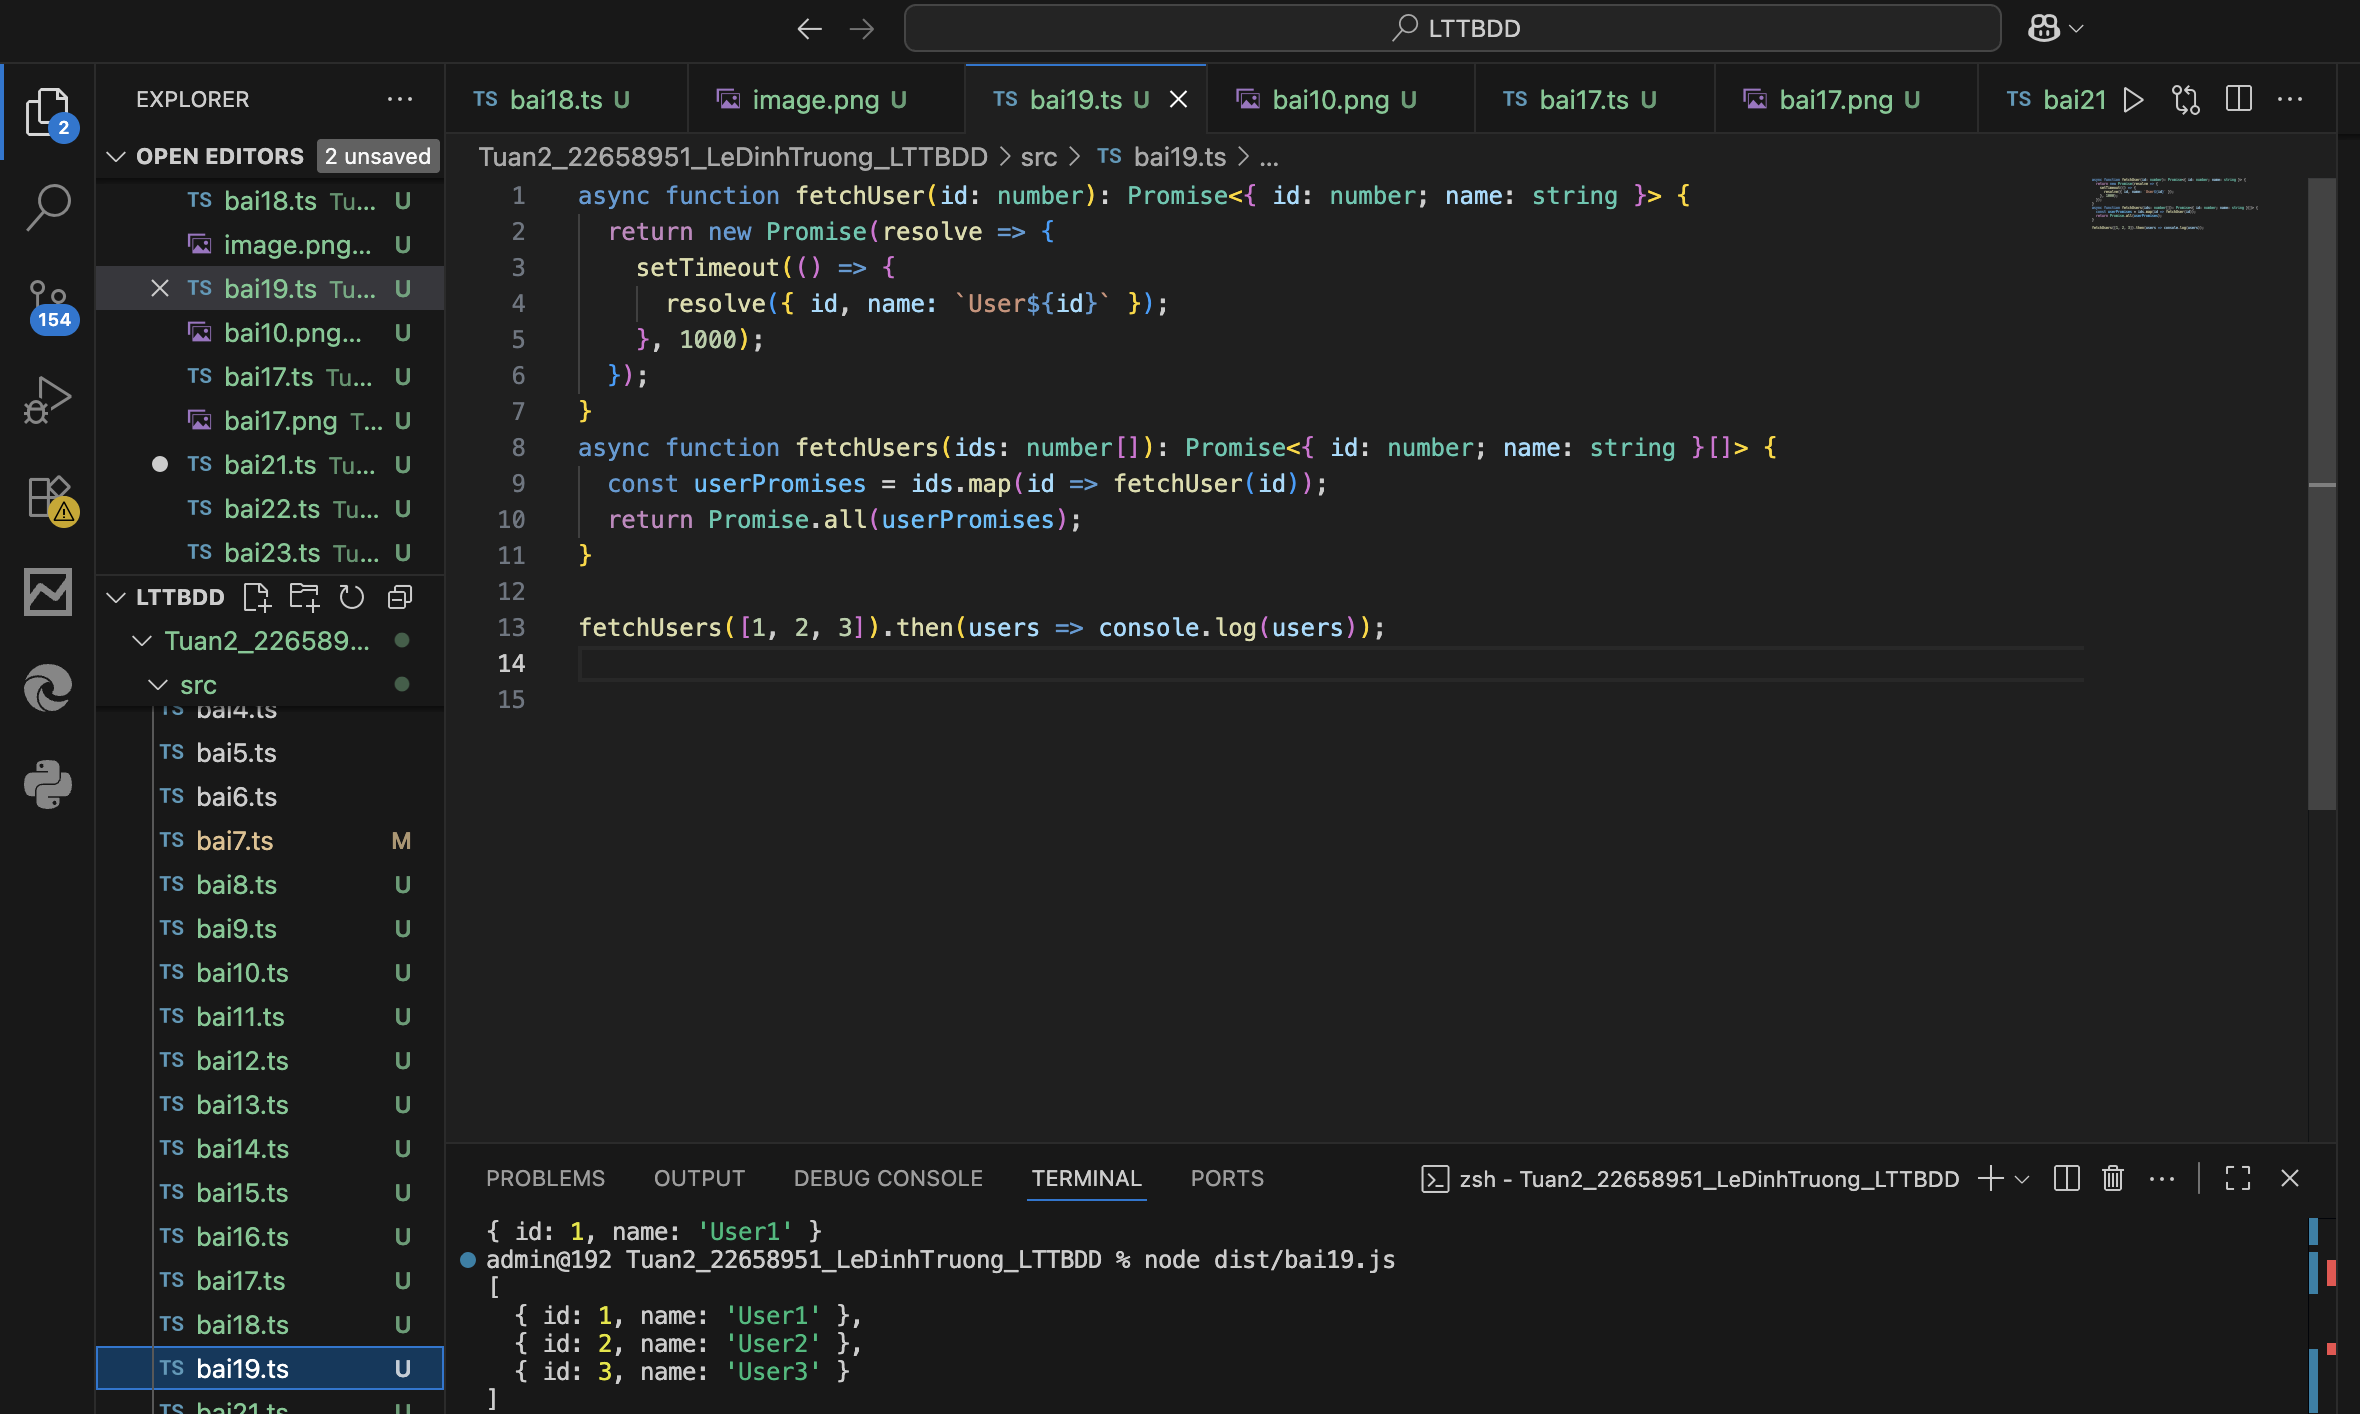 LTTBDD
EXPLORER
2
OPEN EDITORS 2 unsaved
TS bai18.ts Tu... U
image.png... U
TS bai19.ts Tu... U
bai10.png... U
TS bai17.ts Tu... U
bai17.png T... U
TS bai21.ts Tu... U
TS bai22.ts Tu... U
TS bai23.ts Tu... U
154
LTTBDD
Tuan2_226589...
src
TS bai4.ts
TS bai5.ts
TS bai6.ts
TS bai7.ts M
TS bai8.ts U
TS bai9.ts U
TS bai10.ts U
TS bai11.ts U
TS bai12.ts U
TS bai13.ts U
TS bai14.ts U
TS bai15.ts U
TS bai16.ts U
TS bai17.ts U
TS bai18.ts U
TS bai19.ts U
TS bai21.ts U
TS bai18.ts U image.png U TS bai19.ts U bai10.png U TS bai17.ts U bai17.png U TS bai21
Tuan2_22658951_LeDinhTruong_LTTBDD > src > TS bai19.ts > ...
1 async function fetchUser(id: number): Promise<{ id: number; name: string }> {
2 return new Promise(resolve => {
3 setTimeout(() => {
4 resolve({ id, name: `User${id}` });
5 }, 1000);
6 });
7 }
8 async function fetchUsers(ids: number[]): Promise<{ id: number; name: string }[]> {
9 const userPromises = ids.map(id => fetchUser(id));
10 return Promise.all(userPromises);
11 }
12
13 fetchUsers([1, 2, 3]).then(users => console.log(users));
14
15
PROBLEMS OUTPUT DEBUG CONSOLE TERMINAL PORTS zsh - Tuan2_22658951_LeDinhTruong_LTTBDD
{ id: 1, name: 'User1' }
admin@192 Tuan2_22658951_LeDinhTruong_LTTBDD % node dist/bai19.js
[
{ id: 1, name: 'User1' },
{ id: 2, name: 'User2' },
{ id: 3, name: 'User3' }
]